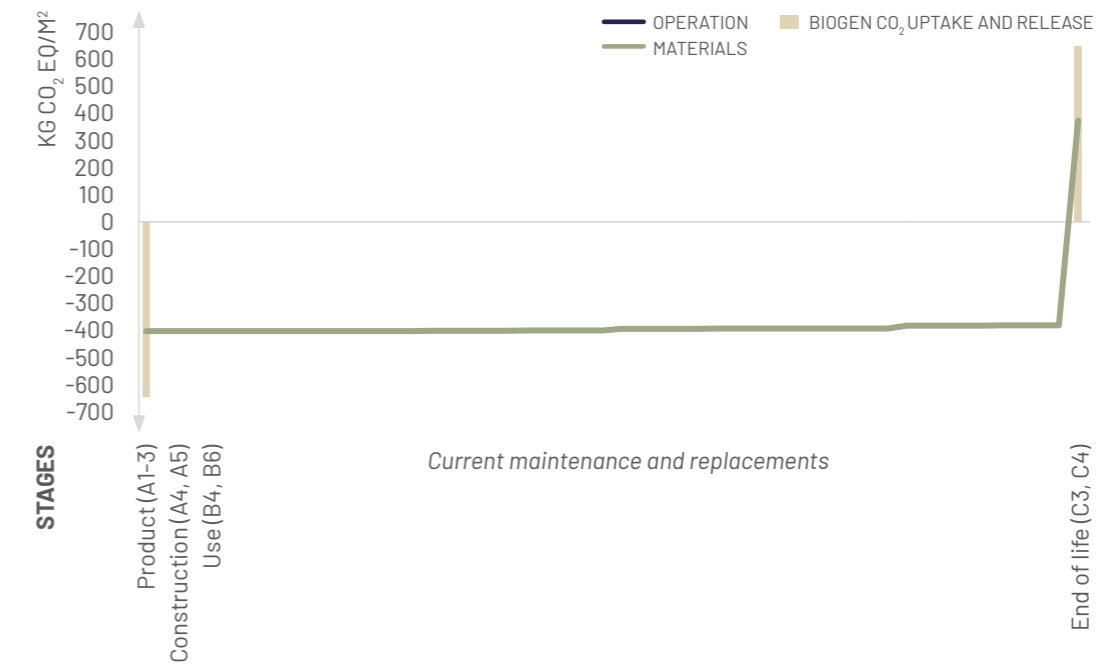 KG CO₂ EQ/M²
700
600
500
400
300
200
100
0
-100
-200
-300
-400
-500
-600
-700
OPERATION
MATERIALS
BIOGEN CO₂ UPTAKE AND RELEASE
STAGES
Product (A1-3)
Construction (A4, A5)
Use (B4, B6)
Current maintenance and replacements
End of life (C3, C4)